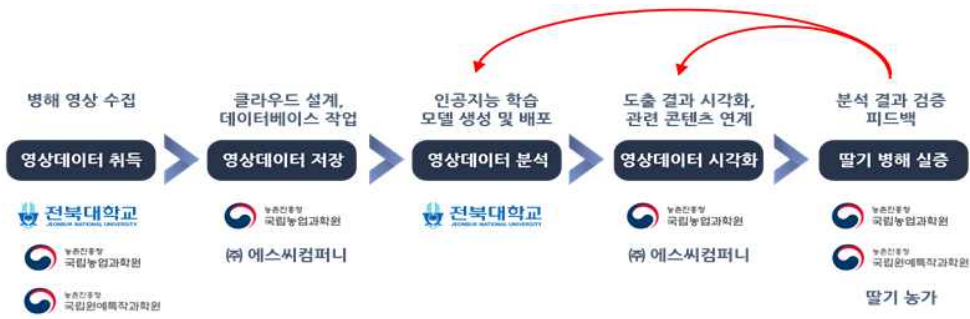 병해 영상 수집
클라우드 설계,
데이터베이스 작업
인공지능 학습
모델 생성 및 배포
도출 결과 시각화,
관련 콘텐츠 연계
분석 결과 검증
피드백
영상데이터 취득
영상데이터 저장
영상데이터 분석
영상데이터 시각화
딸기 병해 실증
전북대학교
JEONBUK NATIONAL UNIVERSITY
농촌진흥청
국립농업과학원
농촌진흥청
국립원예특작과학원
농촌진흥청
국립농업과학원
㈜ 에스씨컴퍼니
전북대학교
JEONBUK NATIONAL UNIVERSITY
농촌진흥청
국립농업과학원
㈜ 에스씨컴퍼니
농촌진흥청
국립농업과학원
농촌진흥청
국립원예특작과학원
딸기 농가